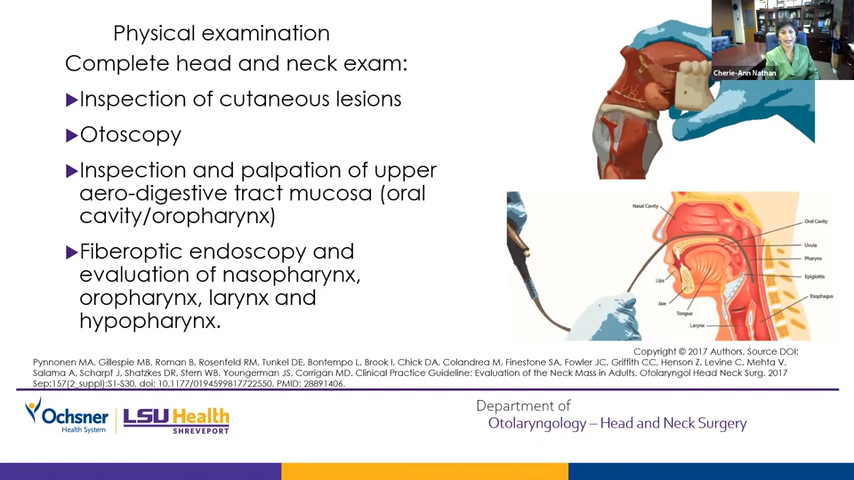 Physical examination
Complete head and neck exam:
▶Inspection of cutaneous lesions
▶Otoscopy
▶Inspection and palpation of upper
aero-digestive tract mucosa (oral
cavity/oropharynx)
▶Fiberoptic endoscopy and
evaluation of nasopharynx,
oropharynx, larynx and
hypopharynx.
Cherie-Ann Nathan
Nasal Cavity
Oral Cavity
Uvula
Pharynx
Epiglottis
Esophagus
Lips
Jaw
Tongue
Larynx
Copyright © 2017 Authors. Source DOI:
Pynnonen MA, Gillespie MB, Roman B, Rosenfeld RM, Tunkel DE, Bontempo L, Brook I, Chick DA, Colandrea M, Finestone SA, Fowler JC, Griffith CC, Henson Z, Levine C, Mehta V,
Salama A, Scharpf J, Shatzkes DR, Stern WB, Youngerman JS, Corrigan MD. Clinical Practice Guideline: Evaluation of the Neck Mass in Adults. Otolaryngol Head Neck Surg. 2017
Sep;157(2_suppl):S1-S30. doi: 10.1177/0194599817722550. PMID: 28891406.
Ochsner
Health System
LSU Health
SHREVEPORT
Department of
Otolaryngology – Head and Neck Surgery